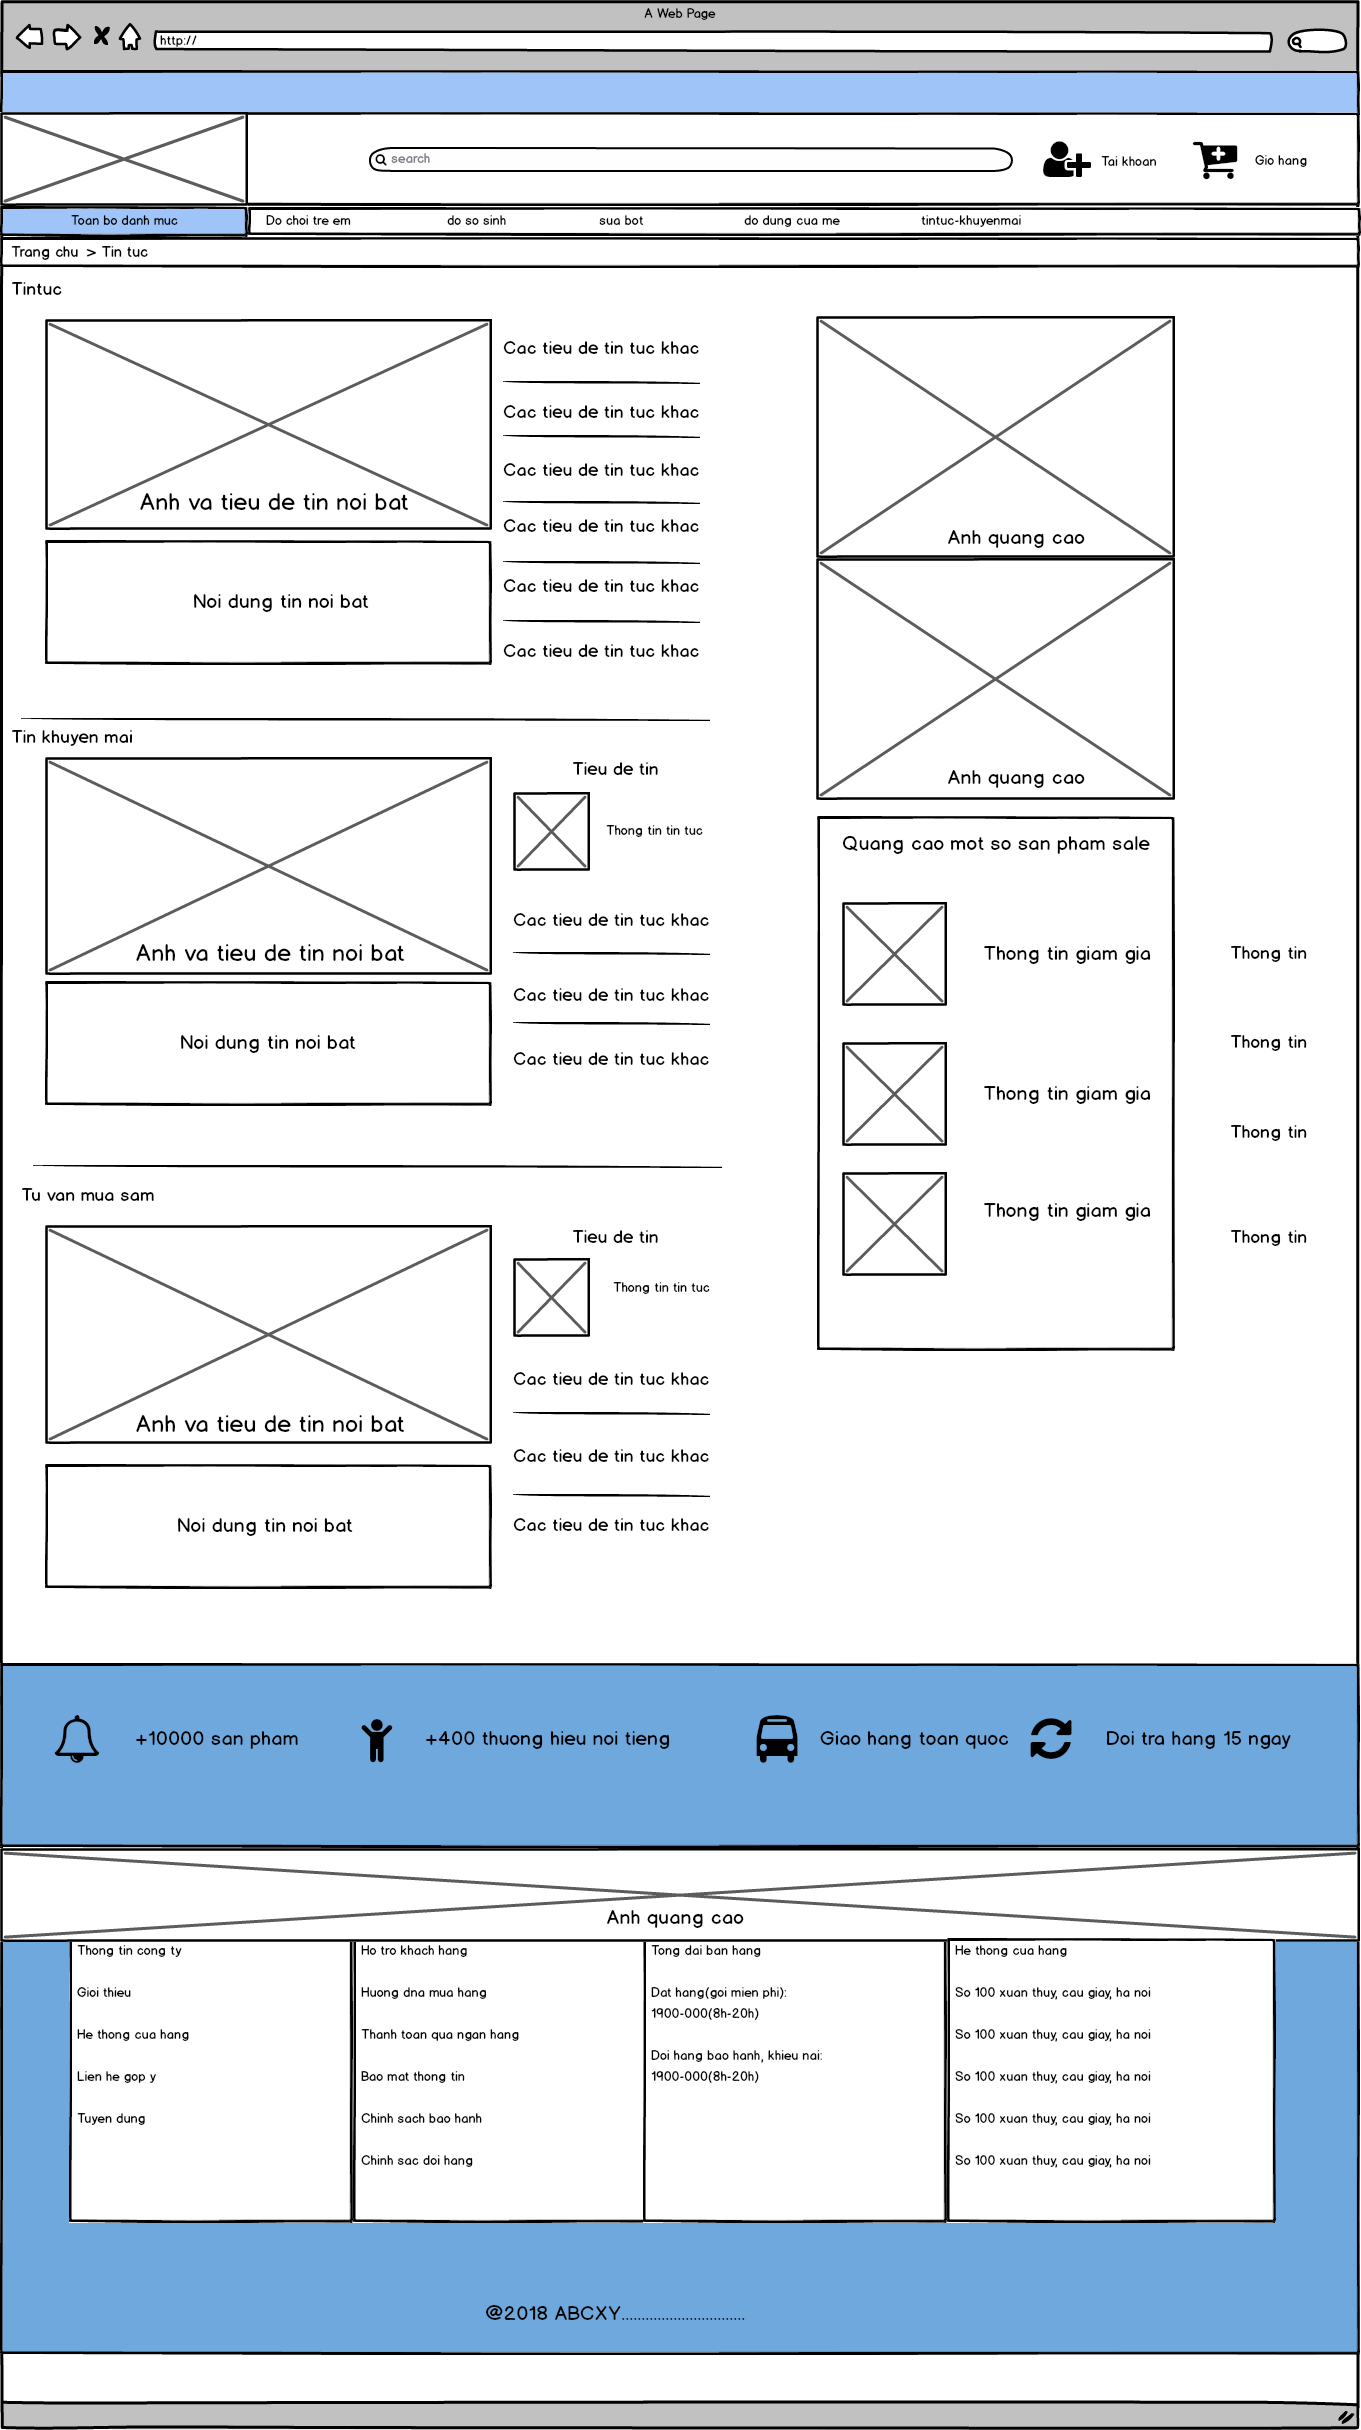 A Web Page
http://
search
Tai khoan
Gio hang
Toan bo danh muc
Do choi tre em
do so sinh
sua bot
do dung cua me
tintuc-khuyenmai
Trang chu > Tin tuc
Tintuc
Anh va tieu de tin noi bat
Noi dung tin noi bat
Cac tieu de tin tuc khac
Cac tieu de tin tuc khac
Cac tieu de tin tuc khac
Cac tieu de tin tuc khac
Cac tieu de tin tuc khac
Cac tieu de tin tuc khac
Anh quang cao
Anh quang cao
Tin khuyen mai
Anh va tieu de tin noi bat
Noi dung tin noi bat
Tieu de tin
Thong tin tin tuc
Cac tieu de tin tuc khac
Cac tieu de tin tuc khac
Cac tieu de tin tuc khac
Quang cao mot so san pham sale
Thong tin giam gia
Thong tin giam gia
Thong tin giam gia
Thong tin
Thong tin
Thong tin
Thong tin
Tu van mua sam
Anh va tieu de tin noi bat
Noi dung tin noi bat
Tieu de tin
Thong tin tin tuc
Cac tieu de tin tuc khac
Cac tieu de tin tuc khac
Cac tieu de tin tuc khac
+10000 san pham
+400 thuong hieu noi tieng
Giao hang toan quoc
Doi tra hang 15 ngay
Anh quang cao
Thong tin cong ty
Gioi thieu
He thong cua hang
Lien he gop y
Tuyen dung
Ho tro khach hang
Huong dna mua hang
Thanh toan qua ngan hang
Bao mat thong tin
Chinh sach bao hanh
Chinh sac doi hang
Tong dai ban hang
Dat hang(goi mien phi):
1900-000(8h-20h)
Doi hang bao hanh, khieu nai:
1900-000(8h-20h)
He thong cua hang
So 100 xuan thuy, cau giay, ha noi
So 100 xuan thuy, cau giay, ha noi
So 100 xuan thuy, cau giay, ha noi
So 100 xuan thuy, cau giay, ha noi
So 100 xuan thuy, cau giay, ha noi
@2018 ABCXY...............................